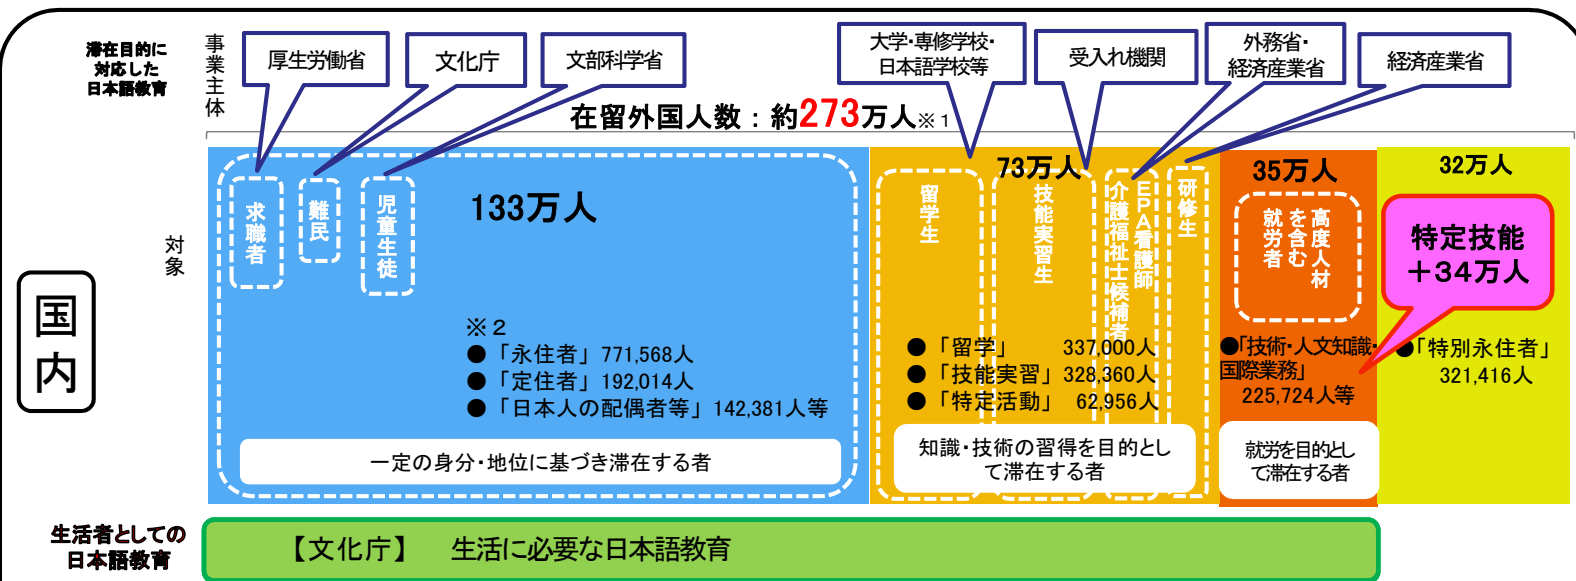 滞在目的に
対応した
日本語教育
事業主体
厚生労働省
文化庁
文部科学省
大学・専修学校・
日本語学校等
受入れ機関
外務省・
経済産業省
経済産業省
在留外国人数：約273万人※1
対象
国内
求職者
難民
児童生徒
133万人
※2
●「永住者」771,568人
●「定住者」192,014人
●「日本人の配偶者等」142,381人等
一定の身分・地位に基づき滞在する者
73万人
留学生
技能実習生
EPA看護師
介護福祉士候補者
研修生
●「留学」 337,000人
●「技能実習」328,360人
●「特定活動」 62,956人
知識・技術の習得を目的とし
て滞在する者
35万人
高度人材
を含む
就労者
●「技術・人文知識・
国際業務」
225,724人等
就労を目的とし
て滞在する者
32万人
特定技能
＋34万人
●「特別永住者」
321,416人
生活者としての
日本語教育
【文化庁】 生活に必要な日本語教育